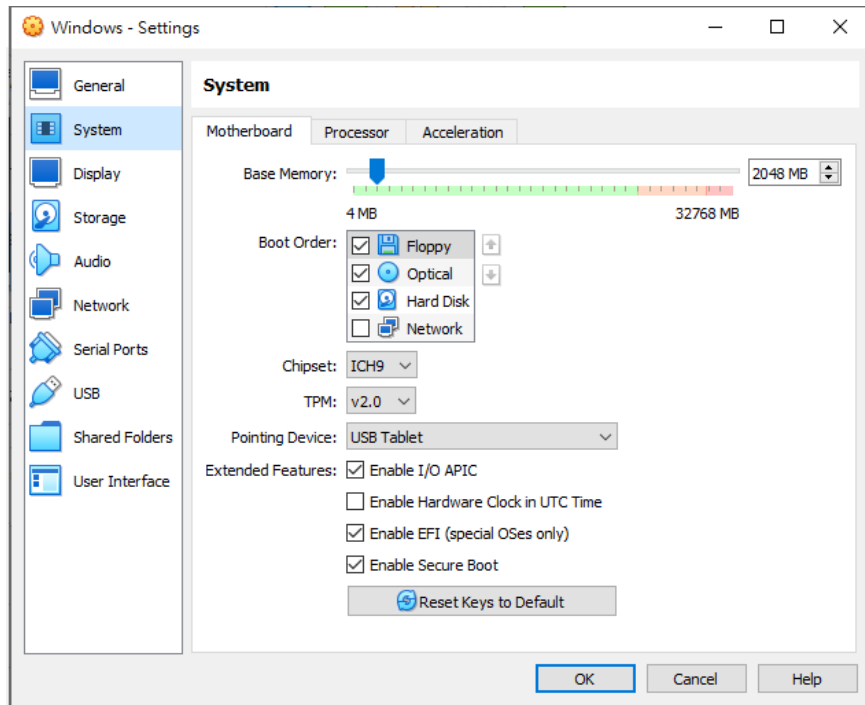 Windows - Settings
General
System
Display
Storage
Audio
Network
Serial Ports
USB
Shared Folders
User Interface
System
Motherboard Processor Acceleration
Base Memory: 2048 MB
4 MB 32768 MB
Boot Order: Floppy
Optical
Hard Disk
Network
Chipset: ICH9
TPM: v2.0
Pointing Device: USB Tablet
Extended Features: Enable I/O APIC
Enable Hardware Clock in UTC Time
Enable EFI (special OSes only)
Enable Secure Boot
Reset Keys to Default
OK Cancel Help